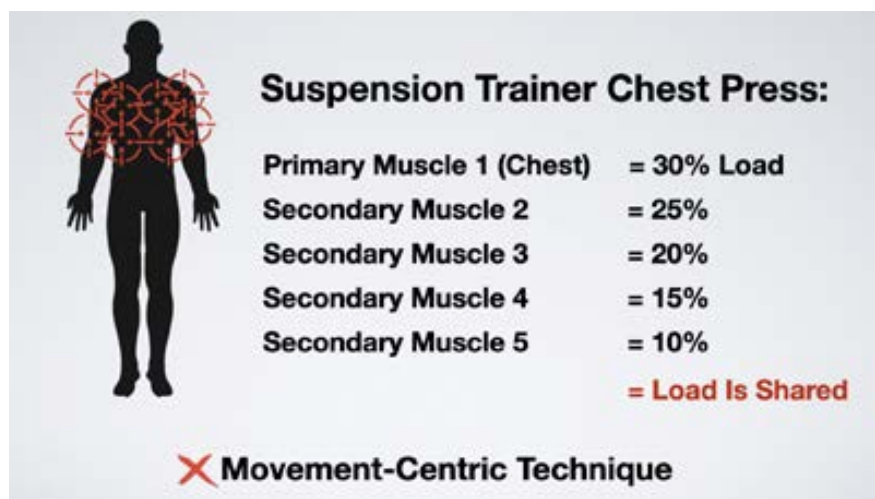 Suspension Trainer Chest Press:
Primary Muscle 1 (Chest) = 30% Load
Secondary Muscle 2 = 25%
Secondary Muscle 3 = 20%
Secondary Muscle 4 = 15%
Secondary Muscle 5 = 10%
= Load Is Shared
Movement-Centric Technique